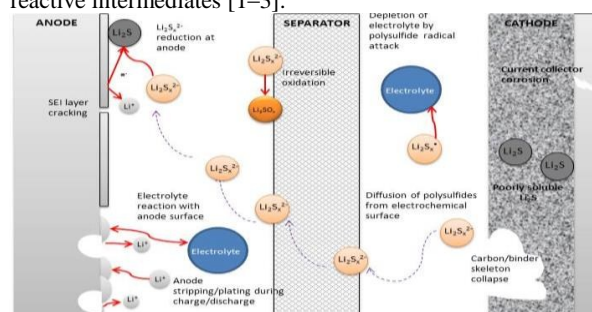 reactive intermediates [1–3].
ANODE
SEPARATOR
CATHODE
Li₂S
Li₂Sₓ²⁻
reduction at
anode
e⁻
Li⁺
Li₂Sₓ²⁻
SEI layer
cracking
Li₂Sₓ²⁻
Irreversible
oxidation
LiₓSOₓ
Depletion of
electrolyte by
polysulfide radical
attack
Electrolyte
Li₂Sₓ•
Current collector
corrosion
Li₂S
Li₂S
Poorly soluble
Li₂S
Li₂Sₓ²⁻
Li₂Sₓ²⁻
Li₂Sₓ²⁻
Li₂Sₓ²⁻
Diffusion of polysulfides
from electrochemical
surface
Carbon/binder
skeleton
collapse
Electrolyte
reaction with
anode surface
Li⁺
Electrolyte
Li⁺
Anode
stripping/plating during
charge/discharge
Li⁺